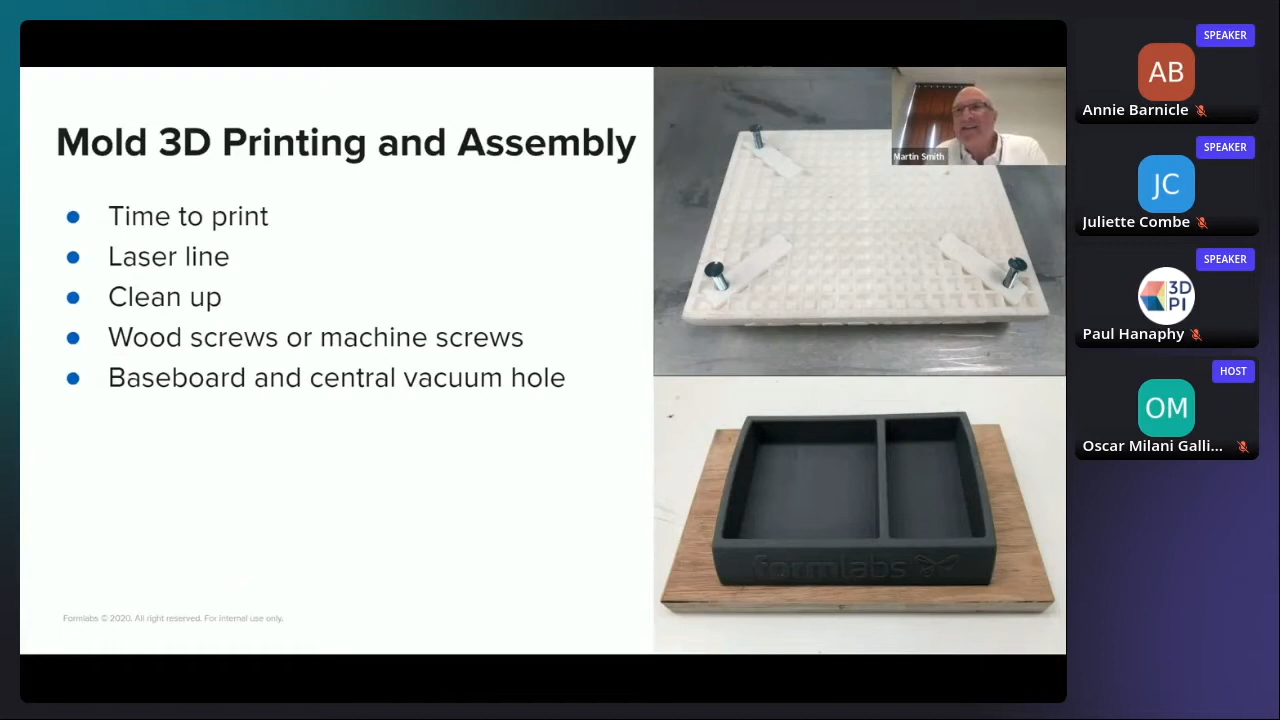 Mold 3D Printing and Assembly
Time to print
Laser line
Clean up
Wood screws or machine screws
Baseboard and central vacuum hole
Formlabs © 2020. All right reserved. For internal use only.
Martin Smith
formlabs
SPEAKER
AB
Annie Barnicle
SPEAKER
JC
Juliette Combe
SPEAKER
3D
PI
Paul Hanaphy
HOST
OM
Oscar Milani Galli...